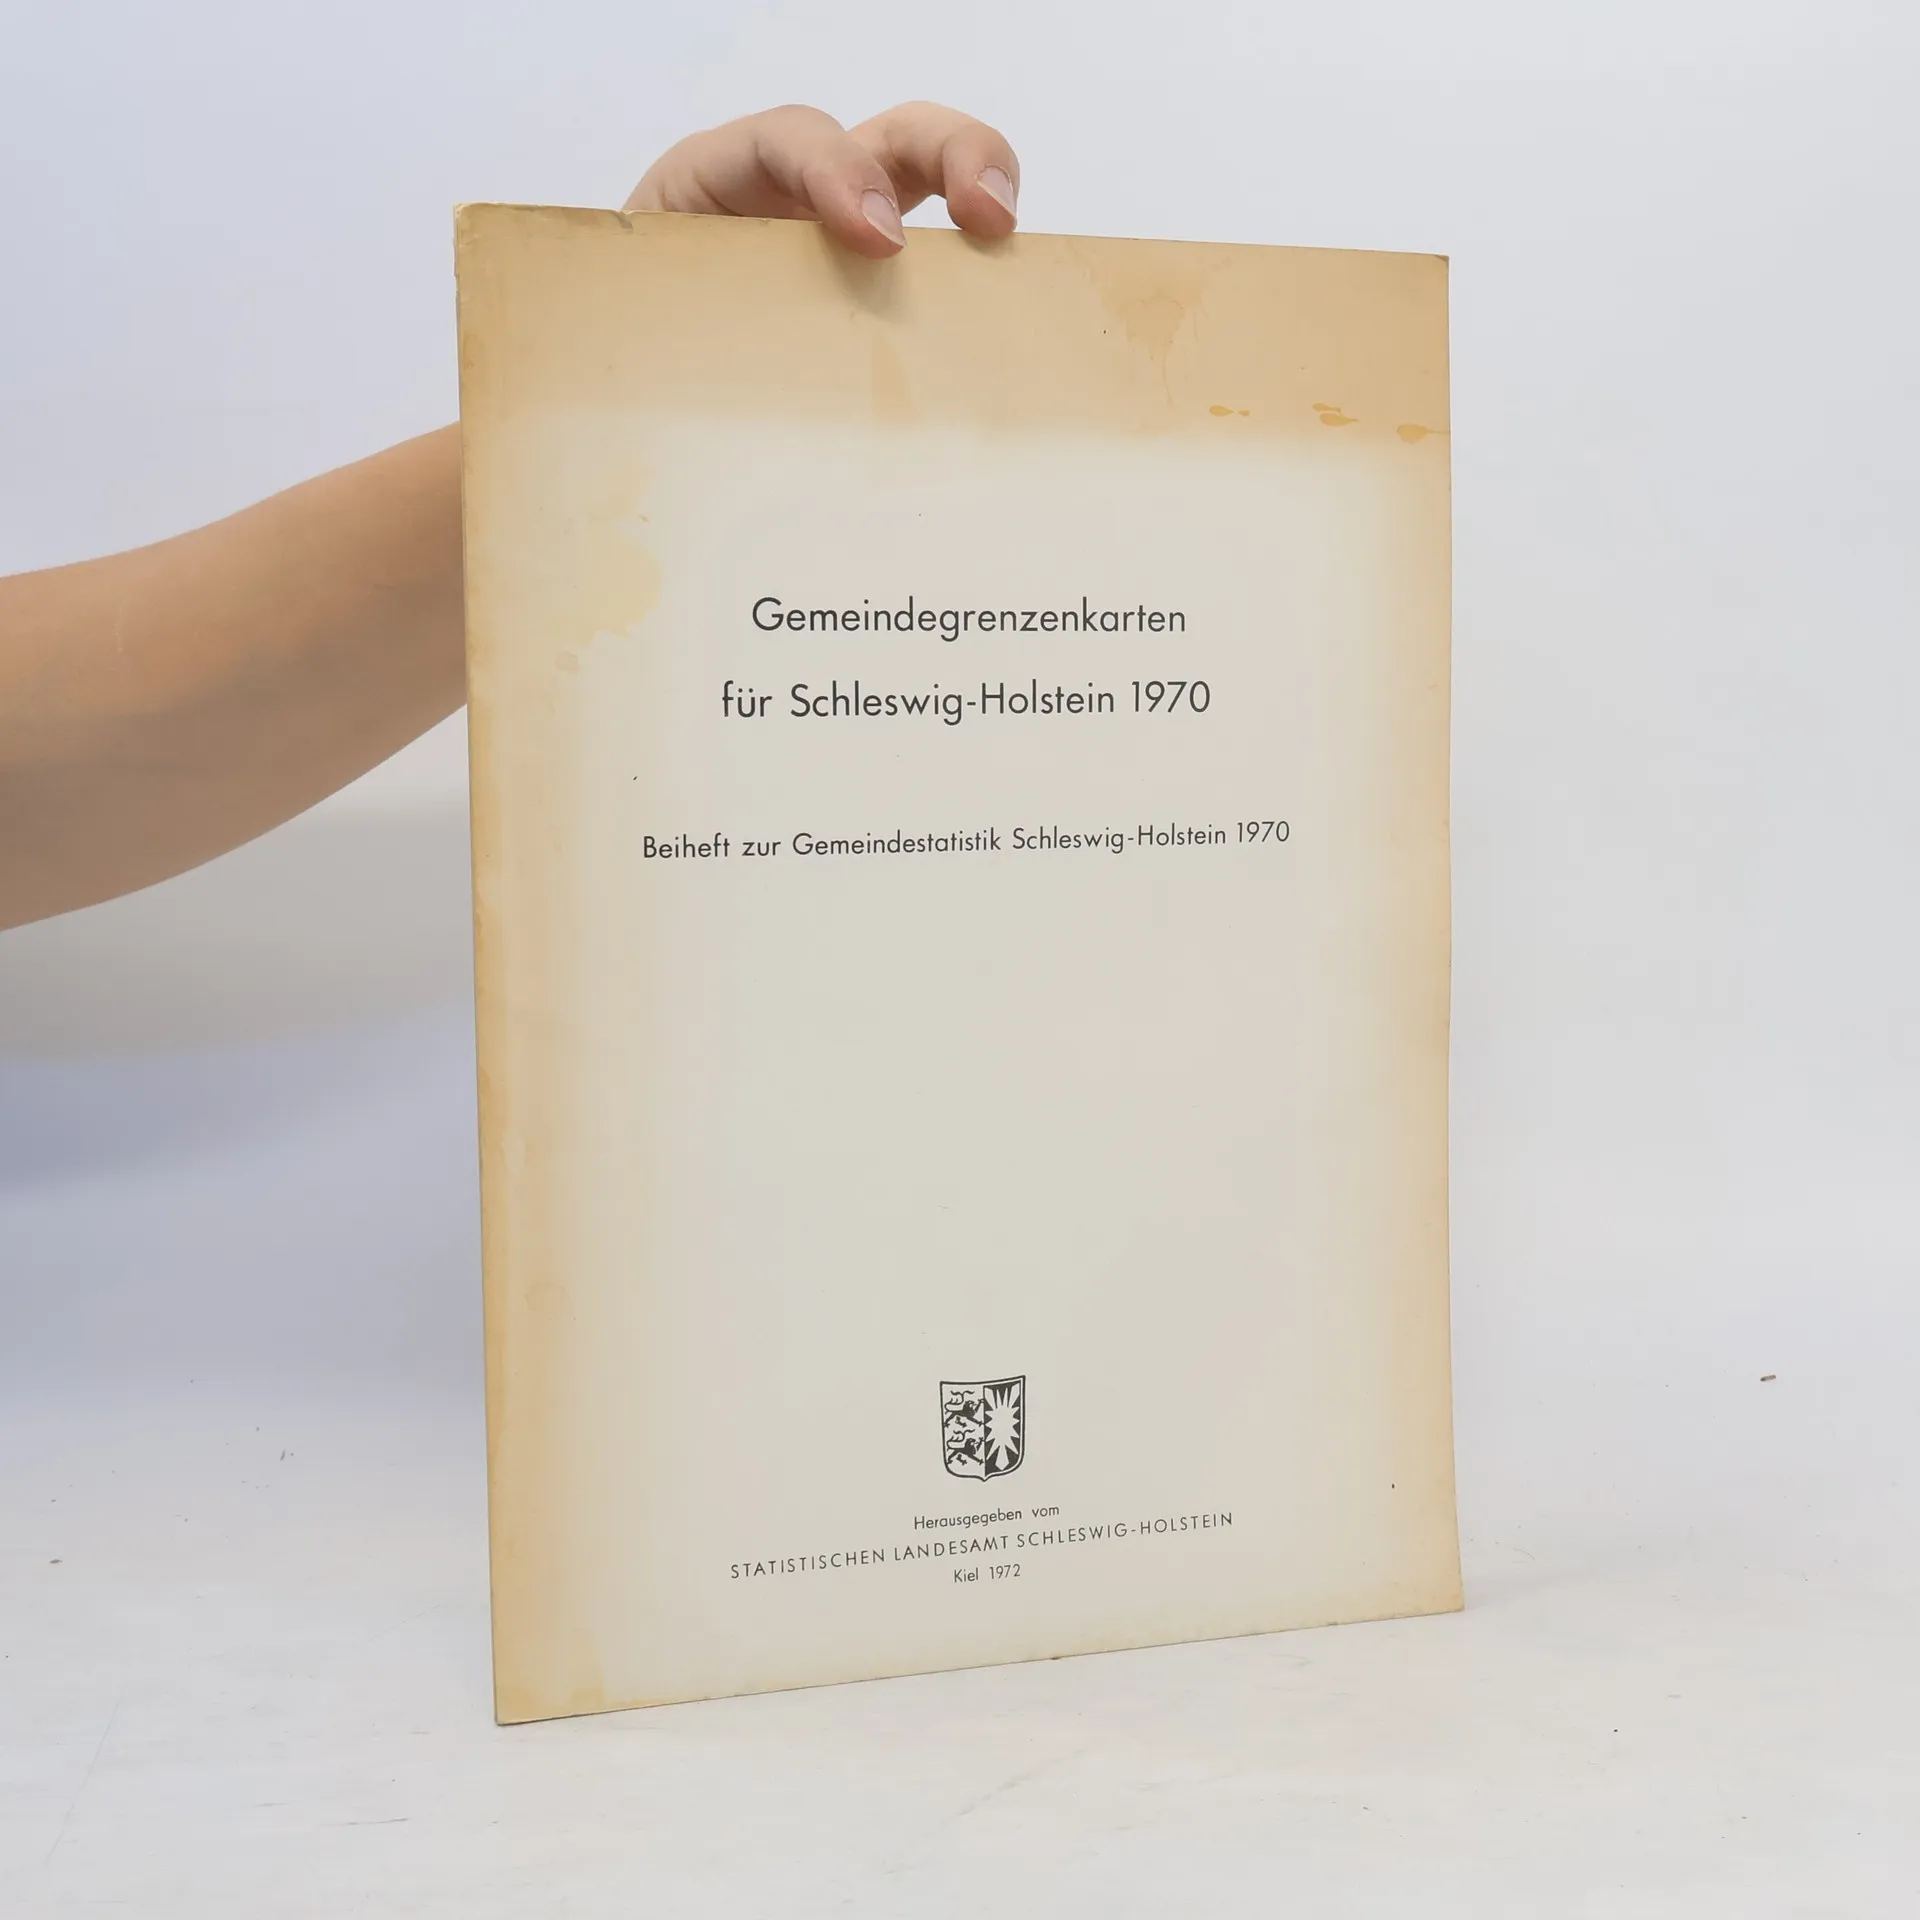 Gemeindegrenzenkarten
für Schleswig-Holstein 1970
Beiheft zur Gemeindestatistik Schleswig-Holstein 1970
Herausgegeben vom
STATISTISCHEN LANDESAMT SCHLESWIG-HOLSTEIN
Kiel 1972